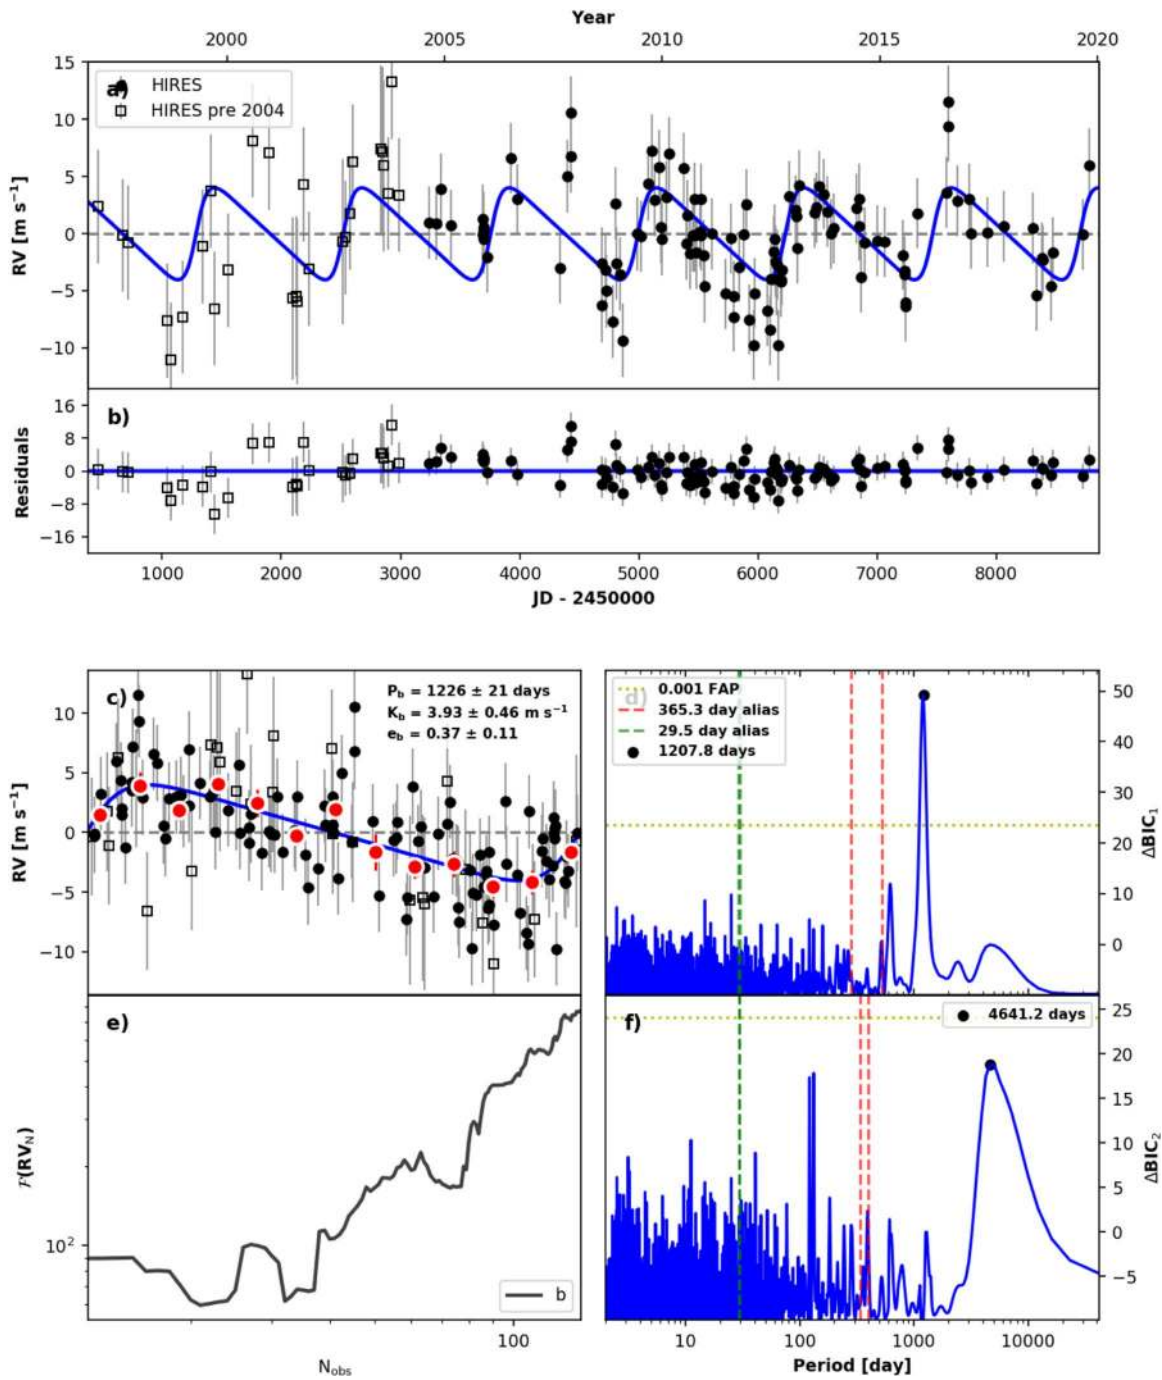 Year
2000 2005 2010 2015 2020
a)
HIRES
HIRES pre 2004
RV [m s⁻¹]
15
10
5
0
−5
−10
b)
Residuals
16
8
0
−8
−16
1000 2000 3000 4000 5000 6000 7000 8000
JD - 2450000
c)
P_b = 1226 ± 21 days
K_b = 3.93 ± 0.46 m s⁻¹
e_b = 0.37 ± 0.11
RV [m s⁻¹]
10
5
0
−5
−10
d)
0.001 FAP
365.3 day alias
29.5 day alias
1207.8 days
50
40
30
20
10
0
ΔBIC₁
e)
F(RV_N)
10²
b
100
N_obs
f)
4641.2 days
25
20
15
10
5
0
−5
ΔBIC₂
10 100 1000 10000
Period [day]